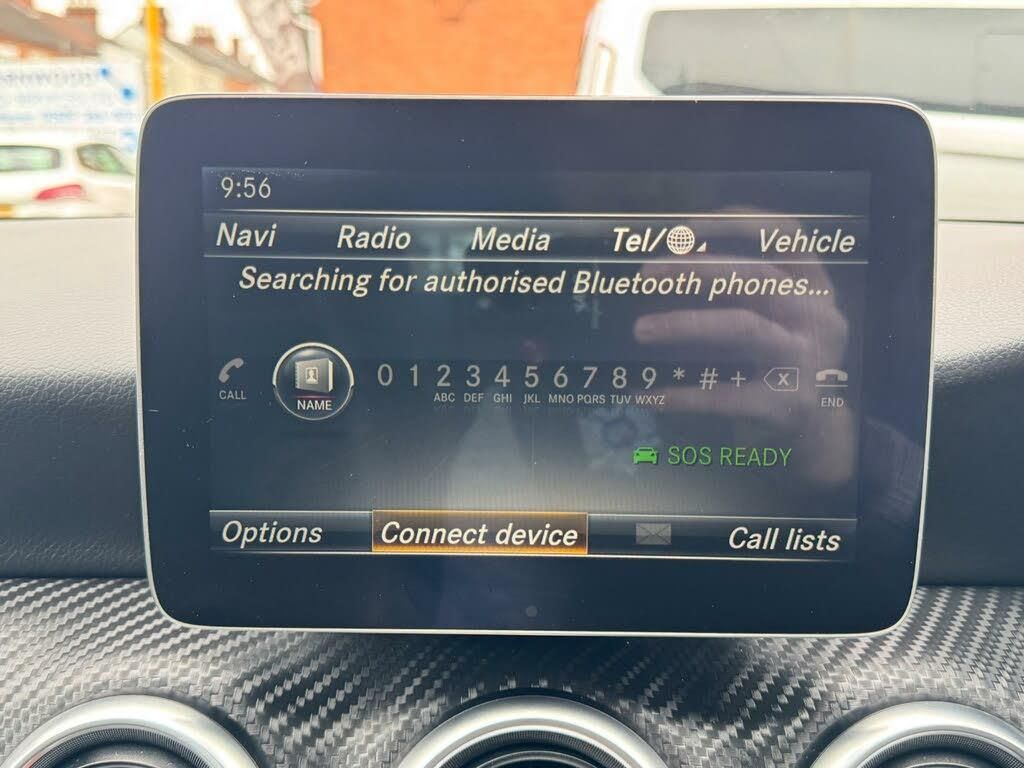 9:56
Navi Radio Media Tel/ Vehicle
Searching for authorised Bluetooth phones...
CALL NAME 0 1 2 3 4 5 6 7 8 9 * # + X END
ABC DEF GHI JKL MNO PQRS TUV WXYZ
SOS READY
Options Connect device Call lists